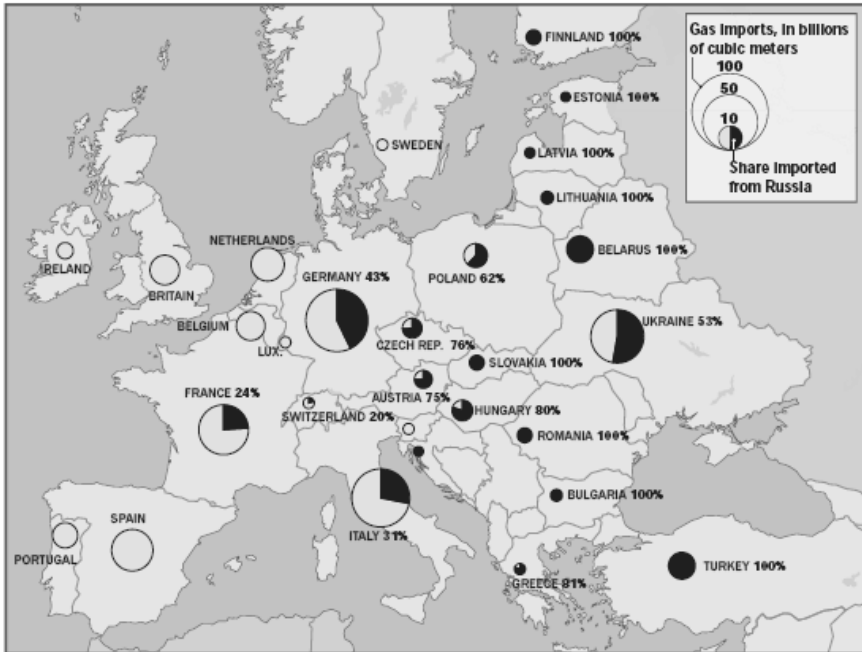 FINNLAND 100%
Gas imports, in billions
of cubic meters
100
50
10
Share imported
from Russia
ESTONIA 100%
SWEDEN
LATVIA 100%
LITHUANIA 100%
NETHERLANDS
BELARUS 100%
IRELAND
GERMANY 43%
POLAND 62%
BRITAIN
UKRAINE 53%
BELGIUM
CZECH REP. 76%
LUX.
SLOVAKIA 100%
FRANCE 24%
AUSTRIA 75%
SWITZERLAND 20%
HUNGARY 80%
ROMANIA 100%
BULGARIA 100%
SPAIN
ITALY 31%
PORTUGAL
TURKEY 100%
GREECE 81%